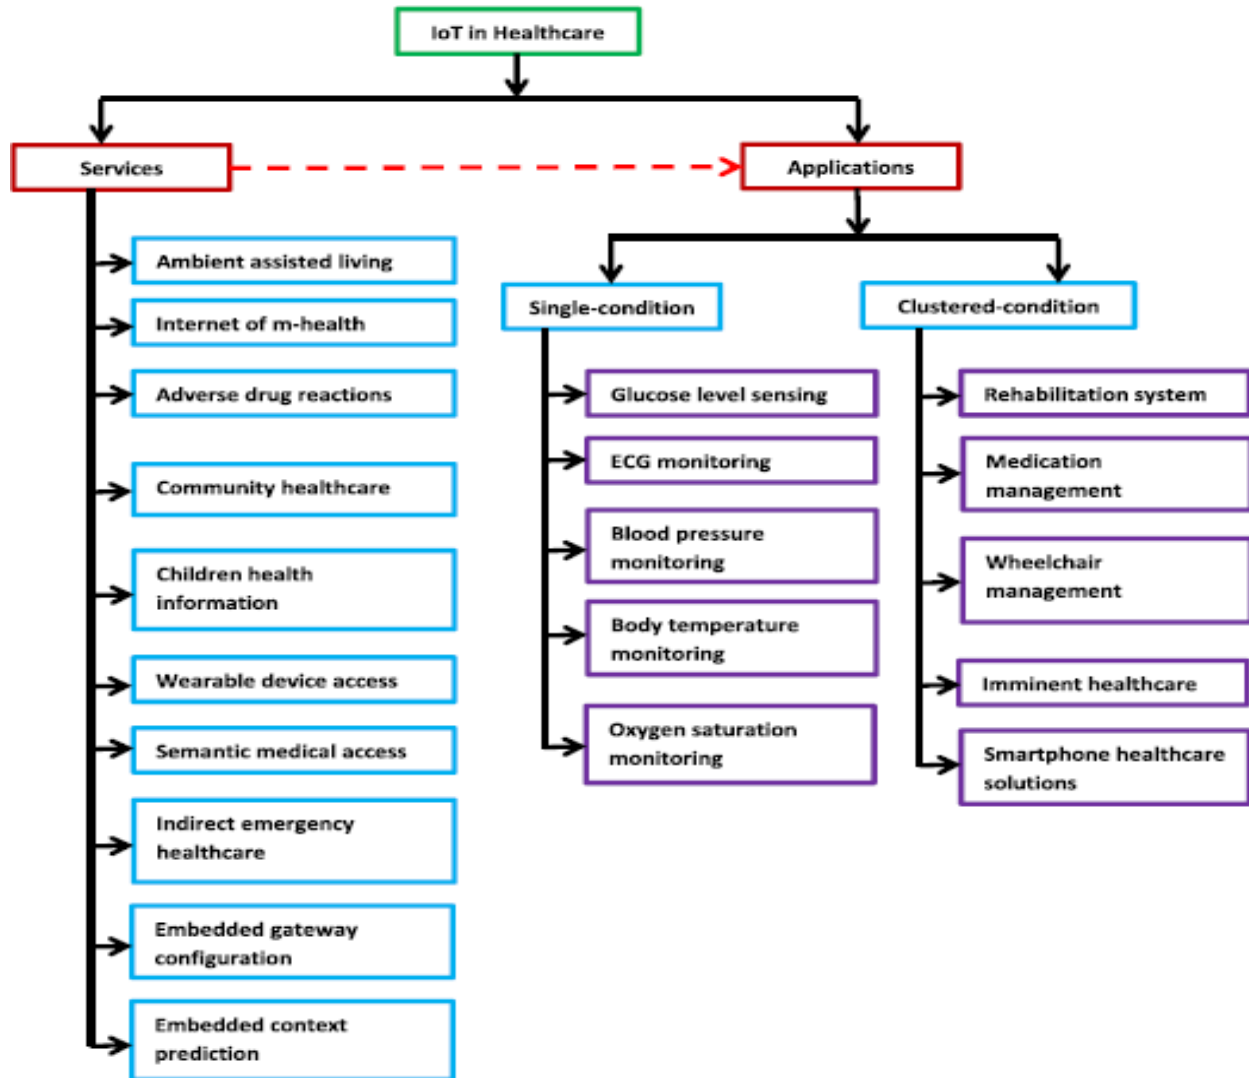 IoT in Healthcare
Services
Applications
Ambient assisted living
Internet of m-health
Adverse drug reactions
Community healthcare
Children health
information
Wearable device access
Semantic medical access
Indirect emergency
healthcare
Embedded gateway
configuration
Embedded context
prediction
Single-condition
Glucose level sensing
ECG monitoring
Blood pressure
monitoring
Body temperature
monitoring
Oxygen saturation
monitoring
Clustered-condition
Rehabilitation system
Medication
management
Wheelchair
management
Imminent healthcare
Smartphone healthcare
solutions